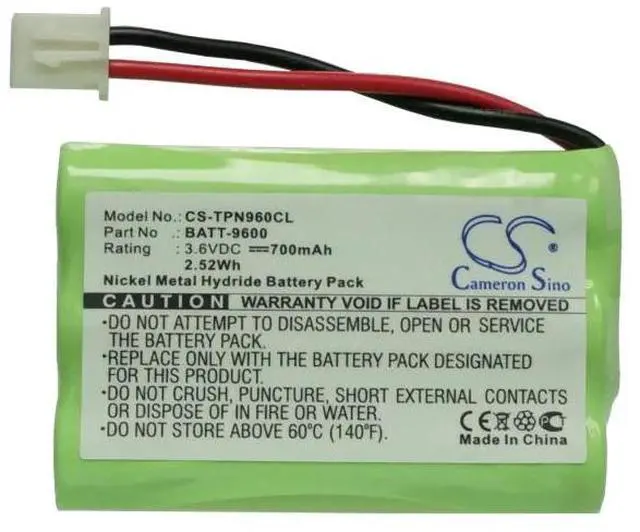 Model No.: CS-TPN960CL
Part No .: BATT-9600
Rating : 3.6VDC ⎓700mAh
2.52Wh
Nickel Metal Hydride Battery Pack
CS
Cameron Sino
CAUTION WARRANTY VOID IF LABEL IS REMOVED
·DO NOT ATTEMPT TO DISASSEMBLE, OPEN OR SERVICE
THE BATTERY PACK.
·REPLACE ONLY WITH THE BATTERY PACK DESIGNATED
FOR THIS PRODUCT.
·DO NOT CRUSH, PUNCTURE, SHORT EXTERNAL CONTACTS
OR DISPOSE OF IN FIRE OR WATER.
·DO NOT STORE ABOVE 60°C (140°F).
CE
Made In China